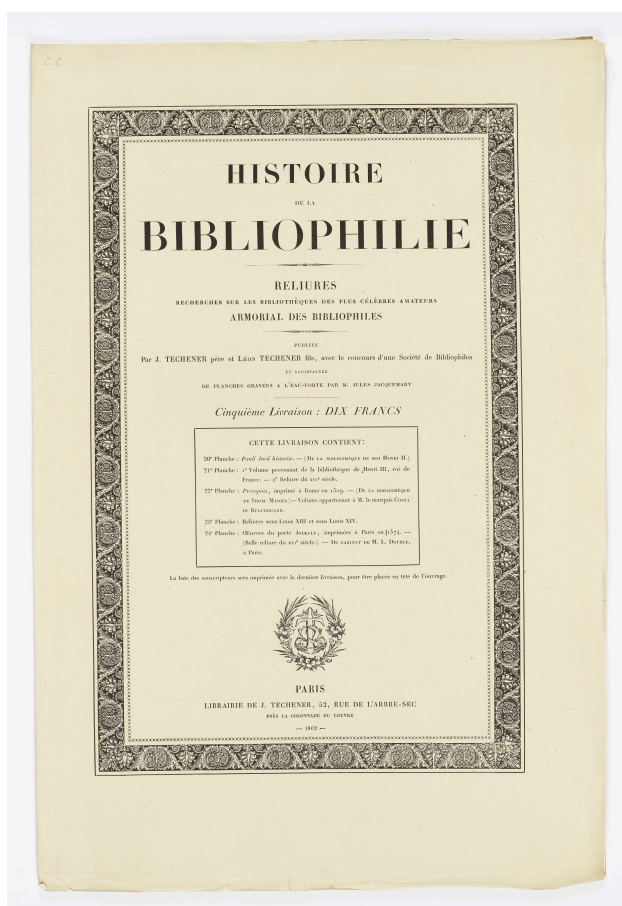 C C
HISTOIRE
DE LA
BIBLIOPHILIE
RELIURES
RECHERCHES SUR LES BIBLIOTHÈQUES DES PLUS CÉLÈBRES AMATEURS
ARMORIAL DES BIBLIOPHILES
PUBLIÉE
Par J. TECHENER père et LÉON TECHENER fils, avec le concours d'une Société de Bibliophiles
ET ACCOMPAGNÉE
DE PLANCHES GRAVÉES A L'EAU-FORTE PAR M. JULES JACQUEMART
Cinquième Livraison : DIX FRANCS
CETTE LIVRAISON CONTIENT:
20e Planche : Pauli Jovii historiæ. — (DE LA BIBLIOTHÈQUE DU ROI HENRI II.)
21e Planche : 1° Volume provenant de la bibliothèque de Henri III, roi de
France. — 2° Reliure du XVIe siècle.
22e Planche : Procopius, imprimé à Rome en 1509. — (DE LA BIBLIOTHÈQUE
DE THOM. MAIOLI) — Volume appartenant à M. le marquis COSTA
DE BEAUREGARD.
23e Planche : Reliures sous Louis XIII et sous Louis XIV.
24e Planche : Œuvres du poete JODELLE, imprimées à Paris en 1574. —
(Belle reliure du XVIe siècle.) — DU CABINET DE M. L. DOUBLE,
à Paris.
La liste des souscripteurs sera imprimée avec la dernière livraison, pour être placée en tête de l'ouvrage.
PARIS
LIBRAIRIE DE J. TECHENER, 52, RUE DE L'ARBRE-SEC
PRÈS LA COLONNADE DU LOUVRE
— 1862 —